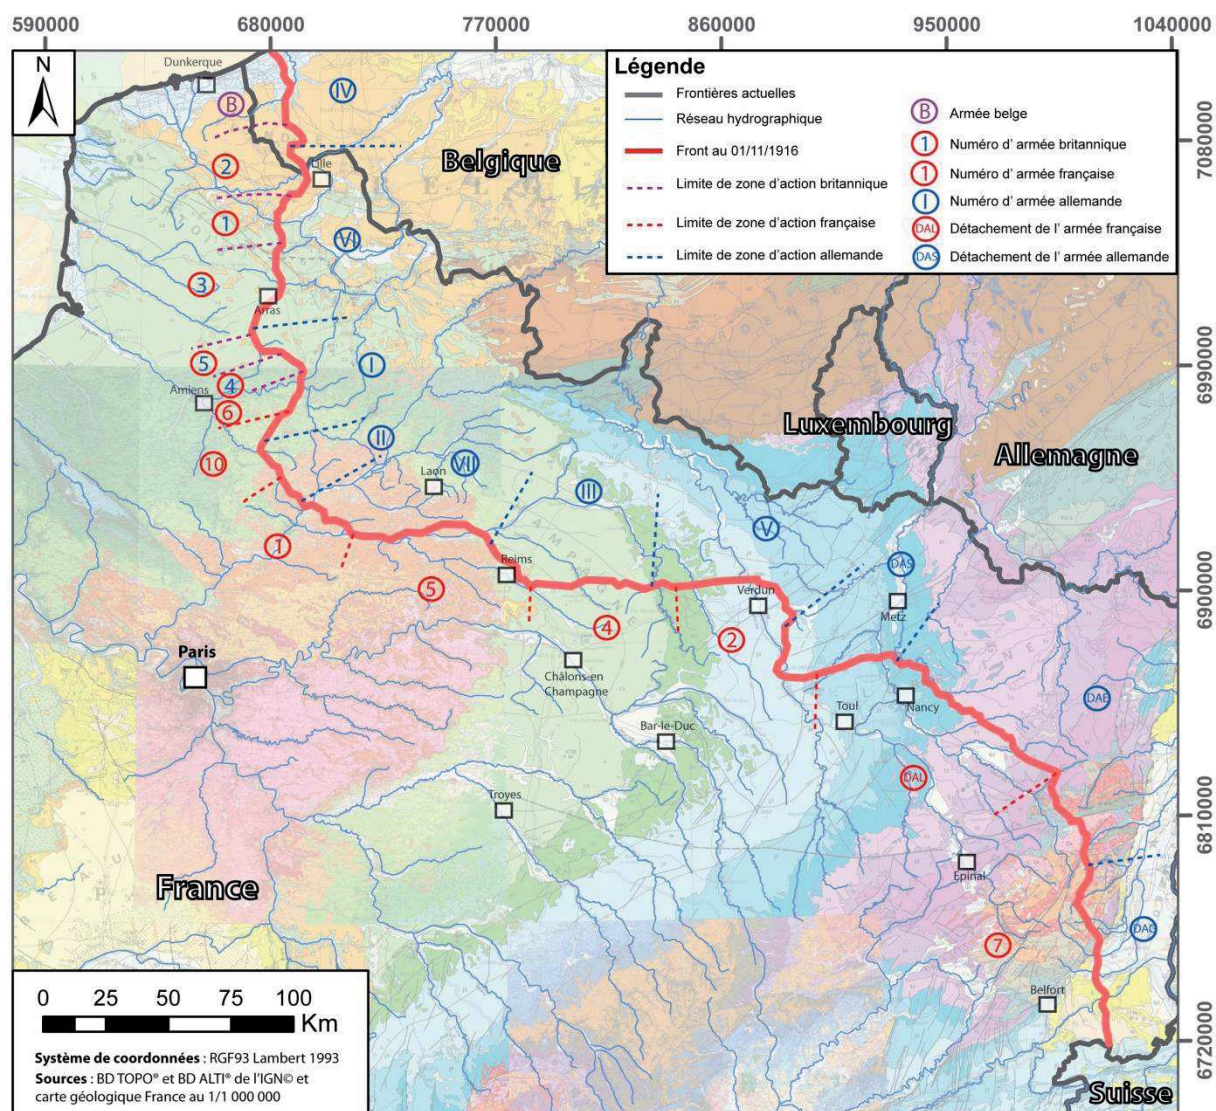 590000 6800000 7700000 860000 9500000 1040000
N
Dunkerque
B
IV
2
Lille
Belgique
1
VI
3
Arras
5
I
4
Amiens
6
II
10
Laon
VII
III
V
Luxembourg
Allemagne
1
Reims
5
4
Verdun
2
DAS
Metz
Paris
Châlons-en
Champagne
Toul
Nancy
DAL
Bar-le-Duc
Troyes
Epinal
7
Belfort
France
Suisse
Légende
Frontières actuelles
Réseau hydrographique
Front au 01/11/1916
Limite de zone d'action britannique
Limite de zone d'action française
Limite de zone d'action allemande
B Armée belge
1 Numéro d' armée britannique
1 Numéro d' armée française
I Numéro d' armée allemande
DAL Détachement de l' armée française
DAS Détachement de l' armée allemande
7080000
6990000
6900000
6810000
6720000
0 25 50 75 100
Km
Système de coordonnées : RGF93 Lambert 1993
Sources : BD TOPO® et BD ALTI® de l'IGN© et
carte géologique France au 1/1 000 000